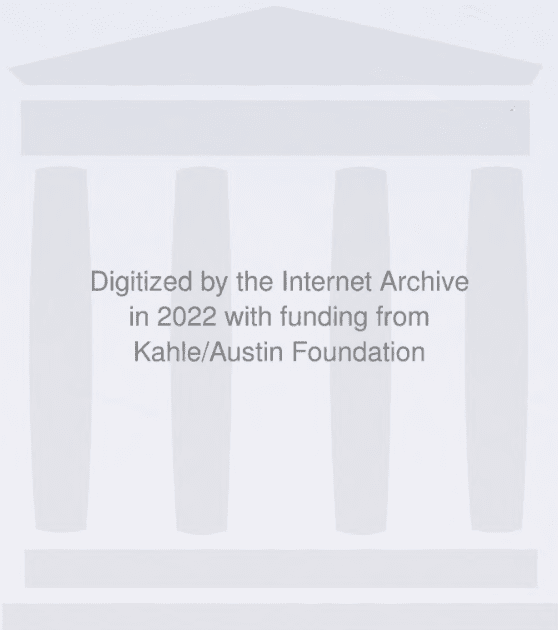 Digitized by the Internet Archive
in 2022 with funding from
Kahle/Austin Foundation